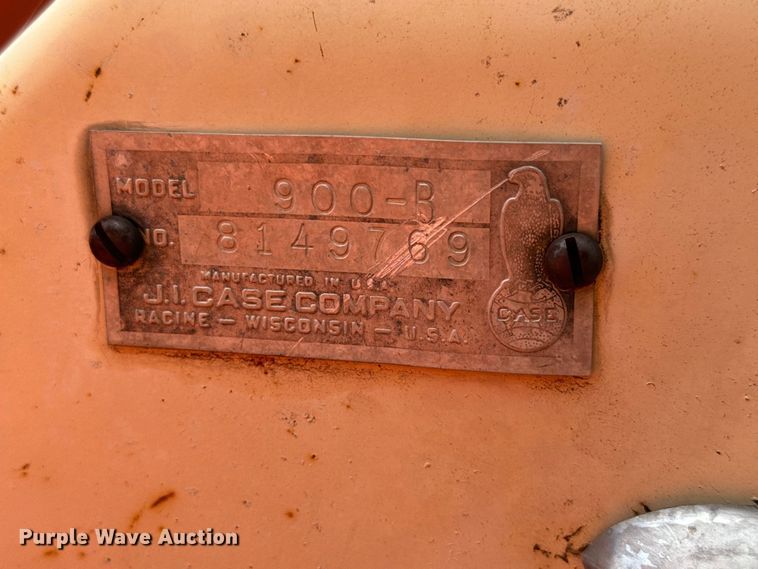 MODEL 900-B
NO. 8149769
MANUFACTURED IN U.S.A.
J.I. CASE COMPANY
RACINE — WISCONSIN — U.S.A.
CASE
Purple Wave Auction